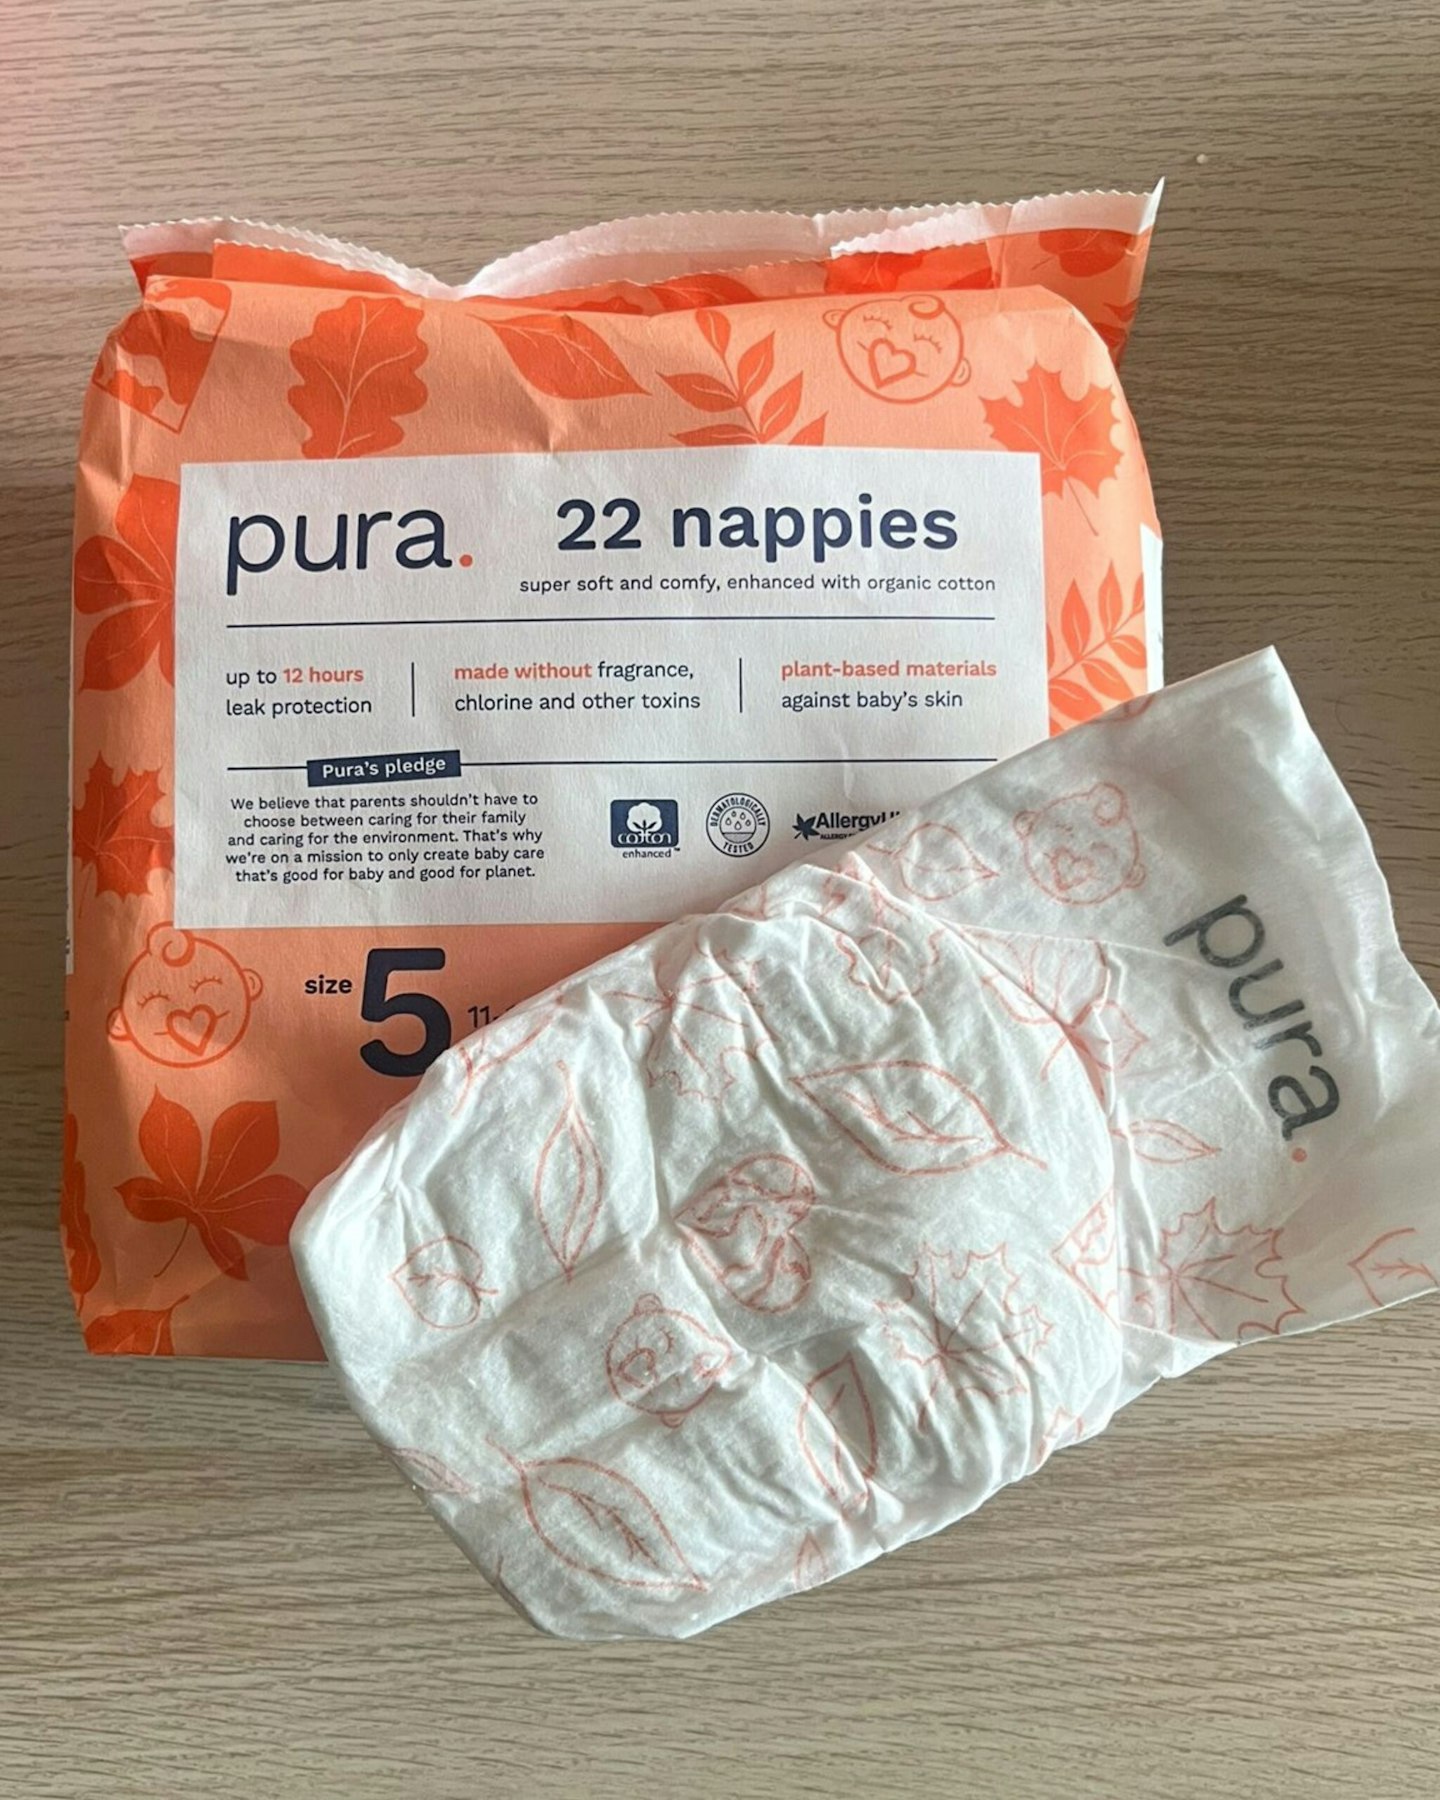 pura.
22 nappies
super soft and comfy, enhanced with organic cotton
up to 12 hours
leak protection
made without fragrance,
chlorine and other toxins
plant-based materials
against baby's skin
Pura's pledge
We believe that parents shouldn't have to
choose between caring for their family
and caring for the environment. That's why
we're on a mission to only create baby care
that's good for baby and good for planet.
cotton
enhanced™
DERMATOLOGICALLY
TESTED
size 5
11-
pura.